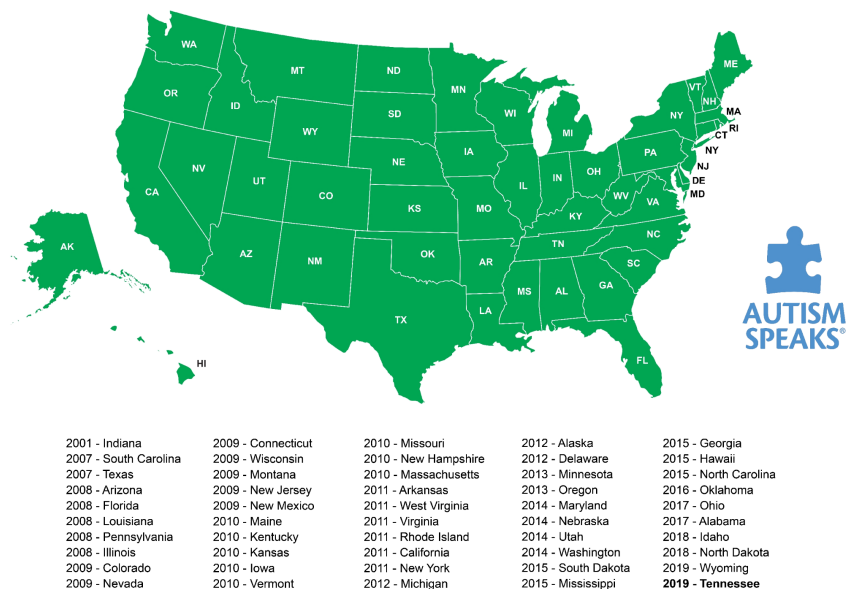 WA
MT
ND
MN
ME
VT
NH
MA
RI
CT
NY
NY
NJ
DE
MD
OR
ID
SD
WI
MI
WY
IA
NE
PA
OH
IN
IL
NV
UT
CO
CA
KS
MO
WV
VA
KY
NC
TN
SC
AK
AZ
NM
OK
AR
MS
AL
GA
LA
TX
FL
HI
AUTISM
SPEAKS®
2001 - Indiana
2007 - South Carolina
2007 - Texas
2008 - Arizona
2008 - Florida
2008 - Louisiana
2008 - Pennsylvania
2008 - Illinois
2009 - Colorado
2009 - Nevada
2009 - Connecticut
2009 - Wisconsin
2009 - Montana
2009 - New Jersey
2009 - New Mexico
2010 - Maine
2010 - Kentucky
2010 - Kansas
2010 - Iowa
2010 - Vermont
2010 - Missouri
2010 - New Hampshire
2010 - Massachusetts
2011 - Arkansas
2011 - West Virginia
2011 - Virginia
2011 - Rhode Island
2011 - California
2011 - New York
2012 - Michigan
2012 - Alaska
2012 - Delaware
2013 - Minnesota
2013 - Oregon
2014 - Maryland
2014 - Nebraska
2014 - Utah
2014 - Washington
2015 - South Dakota
2015 - Mississippi
2015 - Georgia
2015 - Hawaii
2015 - North Carolina
2016 - Oklahoma
2017 - Ohio
2017 - Alabama
2018 - Idaho
2018 - North Dakota
2019 - Wyoming
2019 - Tennessee